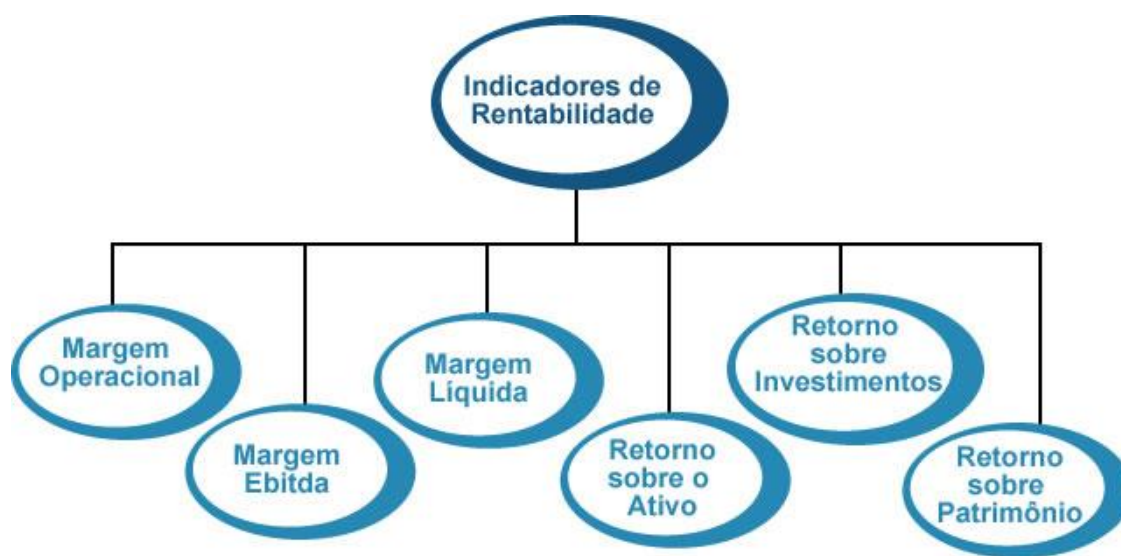 Indicadores de
Rentabilidade
Margem
Operacional
Margem
Ebitda
Margem
Líquida
Retorno
sobre o
Ativo
Retorno
sobre
Investimentos
Retorno
sobre
Patrimônio